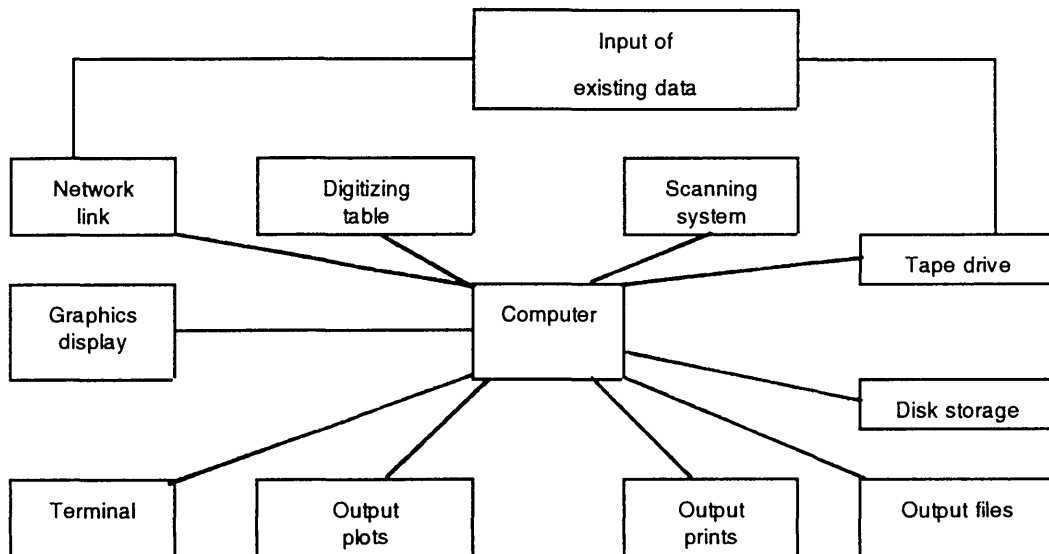 Input of
existing data
Network
link
Digitizing
table
Scanning
system
Tape drive
Graphics
display
Computer
Disk storage
Terminal
Output
plots
Output
prints
Output files